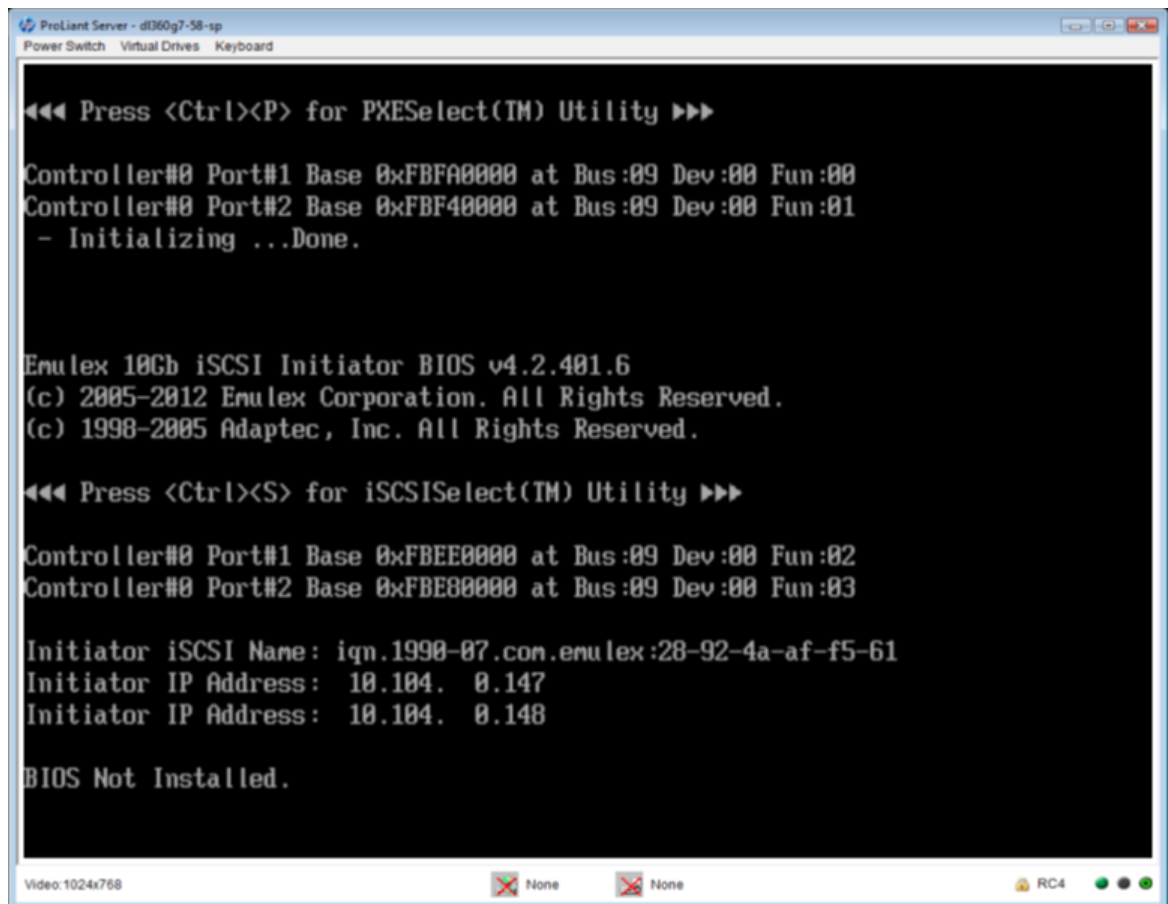 ProLiant Server - dl360g7-58-sp
Power Switch Virtual Drives Keyboard
◄◄◄ Press <Ctrl><P> for PXESelect(TM) Utility ►►►
Controller#0 Port#1 Base 0xFBFA0000 at Bus:09 Dev:00 Fun:00
Controller#0 Port#2 Base 0xFBF40000 at Bus:09 Dev:00 Fun:01
- Initializing ...Done.
Emulex 10Gb iSCSI Initiator BIOS v4.2.401.6
(c) 2005-2012 Emulex Corporation. All Rights Reserved.
(c) 1998-2005 Adaptec, Inc. All Rights Reserved.
◄◄◄ Press <Ctrl><S> for iSCSISelect(TM) Utility ►►►
Controller#0 Port#1 Base 0xFBEE0000 at Bus:09 Dev:00 Fun:02
Controller#0 Port#2 Base 0xFBE80000 at Bus:09 Dev:00 Fun:03
Initiator iSCSI Name: iqn.1990-07.com.emulex:28-92-4a-af-f5-61
Initiator IP Address:  10.104.  0.147
Initiator IP Address:  10.104.  0.148
BIOS Not Installed.
Video:1024x768 None None RC4